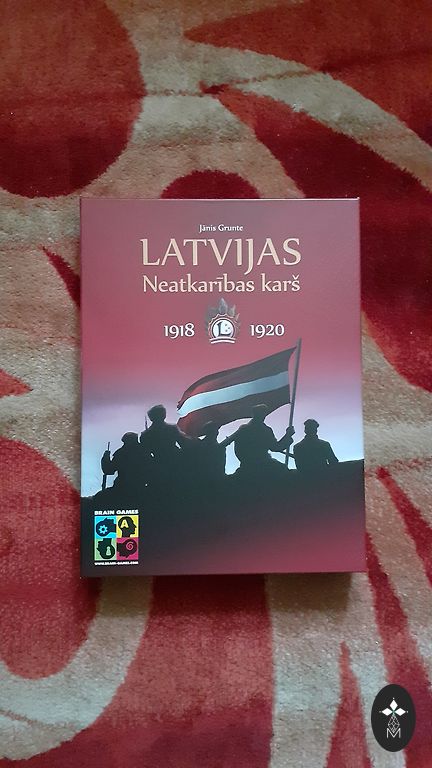 Jānis Grunte
LATVIJAS
Neatkarības karš
1918 1920
BRAIN GAMES
WWW.BRAIN-GAMES.COM
M